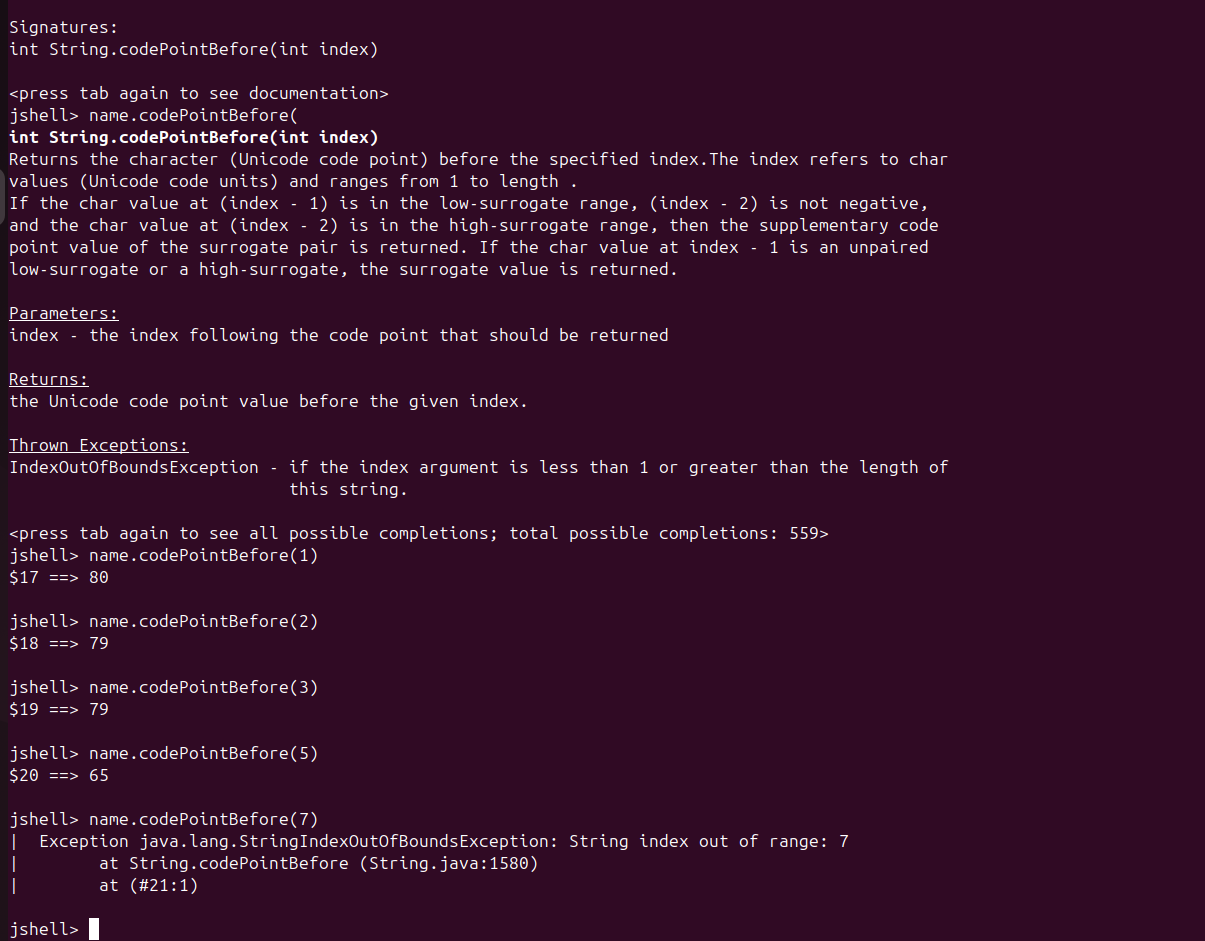 Signatures:
int String.codePointBefore(int index)
<press tab again to see documentation>
jshell> name.codePointBefore(
int String.codePointBefore(int index)
Returns the character (Unicode code point) before the specified index.The index refers to char
values (Unicode code units) and ranges from 1 to length .
If the char value at (index - 1) is in the low-surrogate range, (index - 2) is not negative,
and the char value at (index - 2) is in the high-surrogate range, then the supplementary code
point value of the surrogate pair is returned. If the char value at index - 1 is an unpaired
low-surrogate or a high-surrogate, the surrogate value is returned.
Parameters:
index - the index following the code point that should be returned
Returns:
the Unicode code point value before the given index.
Thrown Exceptions:
IndexOutOfBoundsException - if the index argument is less than 1 or greater than the length of
this string.
<press tab again to see all possible completions; total possible completions: 559>
jshell> name.codePointBefore(1)
$17 ==> 80
jshell> name.codePointBefore(2)
$18 ==> 79
jshell> name.codePointBefore(3)
$19 ==> 79
jshell> name.codePointBefore(5)
$20 ==> 65
jshell> name.codePointBefore(7)
|  Exception java.lang.StringIndexOutOfBoundsException: String index out of range: 7
|        at String.codePointBefore (String.java:1580)
|        at (#21:1)
jshell>